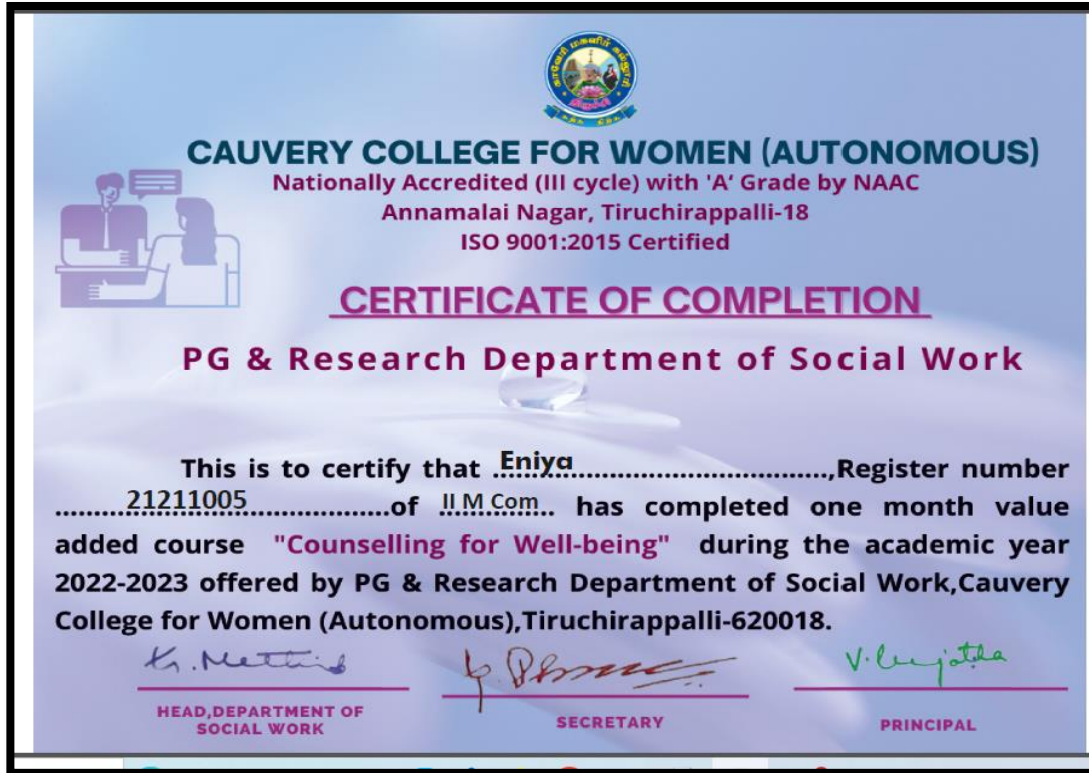 காவேரி மகளிர் கல்லூரி
திருச்சி
கற்க நிற்க
CAUVERY COLLEGE FOR WOMEN (AUTONOMOUS)
Nationally Accredited (III cycle) with 'A' Grade by NAAC
Annamalai Nagar, Tiruchirappalli-18
ISO 9001:2015 Certified
CERTIFICATE OF COMPLETION
PG & Research Department of Social Work
This is to certify that .Eniya..................................,Register number
.......21211005..................of .II M Com.. has completed one month value
added course "Counselling for Well-being" during the academic year
2022-2023 offered by PG & Research Department of Social Work,Cauvery
College for Women (Autonomous),Tiruchirappalli-620018.
HEAD,DEPARTMENT OF
SOCIAL WORK
SECRETARY
PRINCIPAL